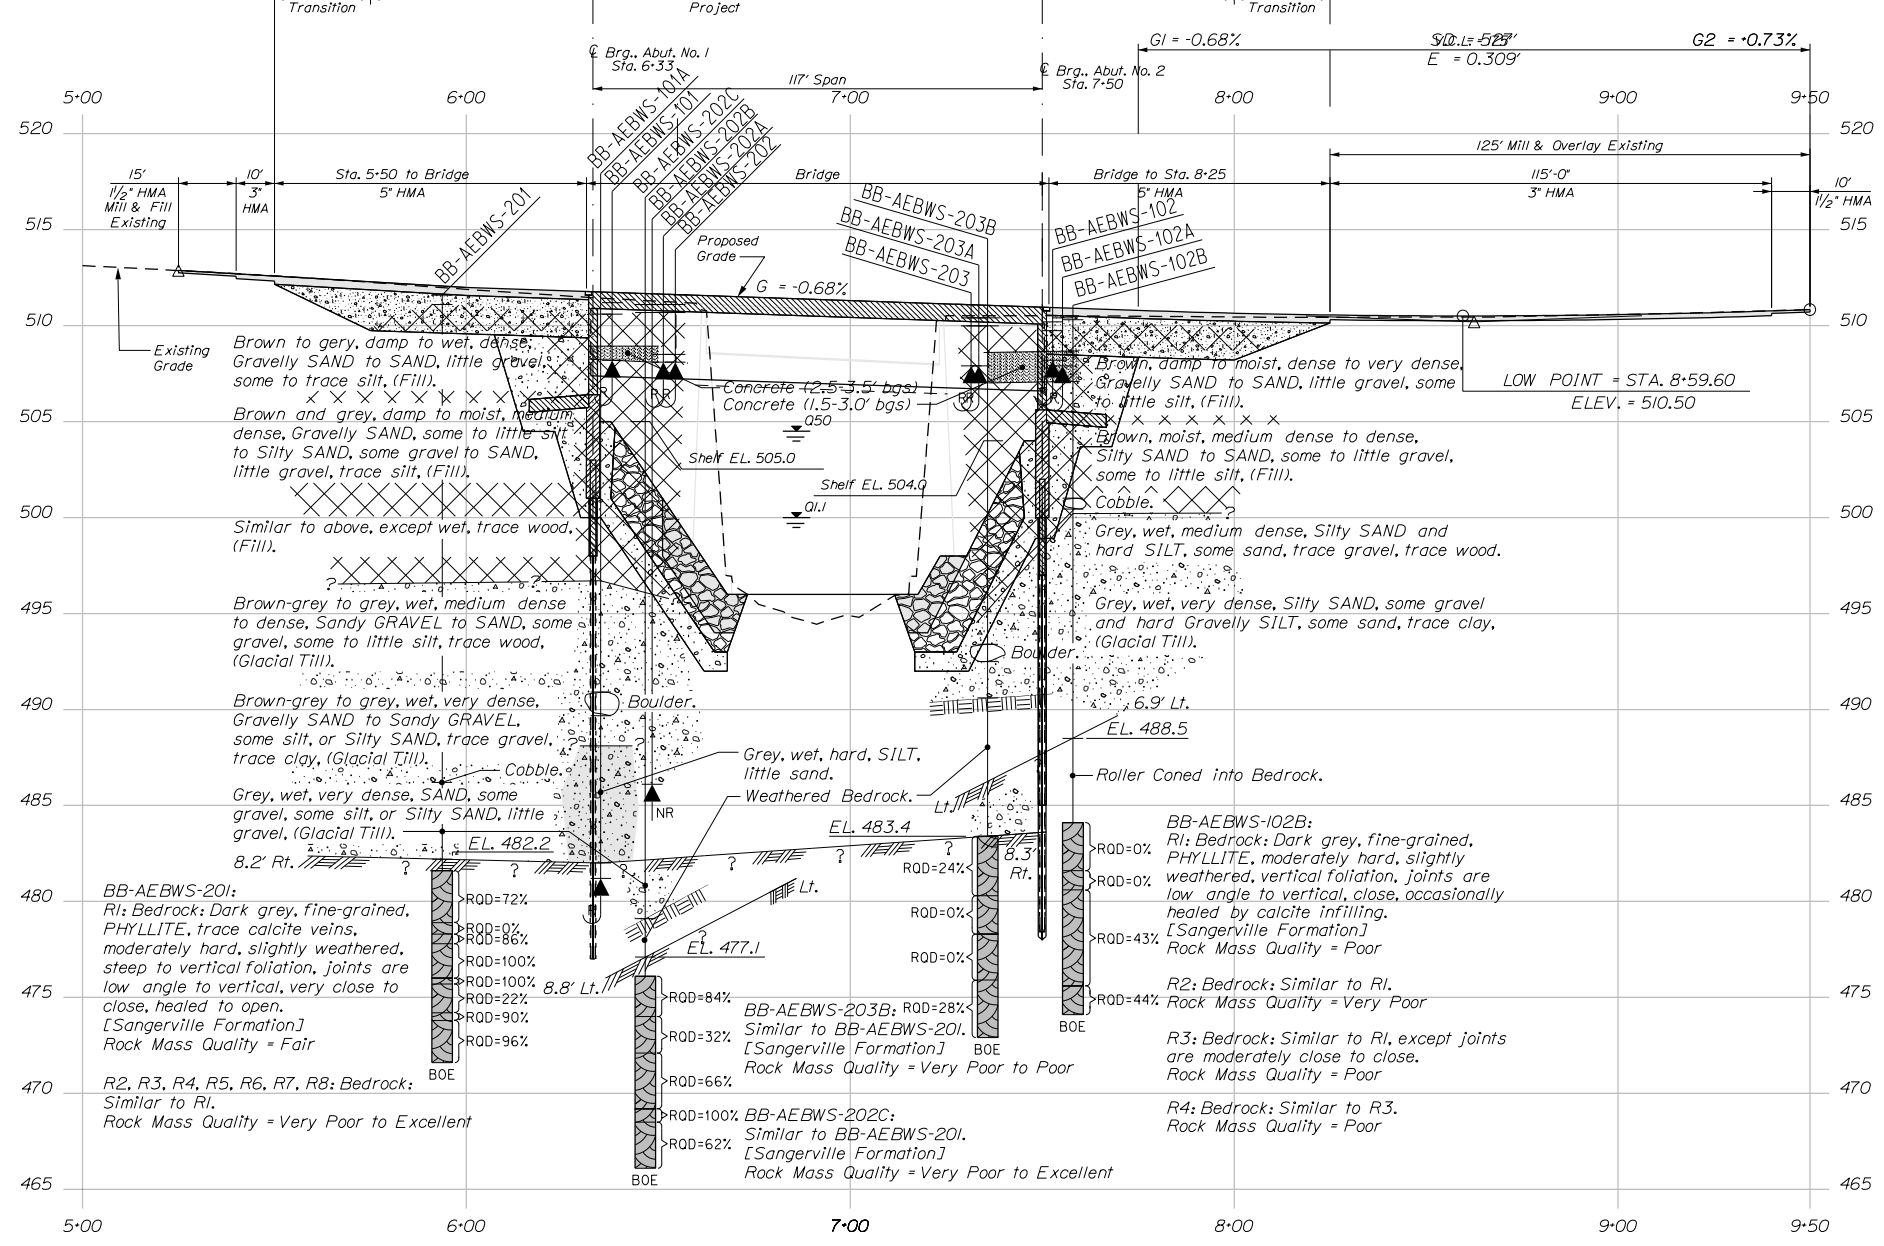 Transition
Project
Transition
℄ Brg., Abut. No. 1
Sta. 6+33
117' Span
℄ Brg., Abut. No. 2
Sta. 7+50
G1 = -0.68%
E = 0.309'
G2 = +0.73%
5+00
6+00
7+00
8+00
9+00
9+50
520
520
515
515
510
510
505
505
500
500
495
495
490
490
485
485
480
480
475
475
470
470
465
465
15'
1 1/2" HMA
Mill & Fill
Existing
10'
3"
HMA
Sta. 5+50 to Bridge
5" HMA
Bridge
Bridge to Sta. 8+25
5" HMA
125' Mill & Overlay Existing
115'-0"
3" HMA
10'
1 1/2" HMA
BB-AEBWS-201
BB-AEBWS-101A
BB-AEBWS-101
BB-AEBWS-202C
BB-AEBWS-202B
BB-AEBWS-202A
BB-AEBWS-202
BB-AEBWS-203B
BB-AEBWS-203A
BB-AEBWS-203
BB-AEBWS-102
BB-AEBWS-102A
BB-AEBWS-102B
Proposed
Grade
G = -0.68%
Existing
Grade
Brown to gery, damp to wet, dense,
Gravelly SAND to SAND, little gravel,
some to trace silt, (Fill).
Brown and grey, damp to moist, medium
dense, Gravelly SAND, some to little silt
to Silty SAND, some gravel to SAND,
little gravel, trace silt, (Fill).
Similar to above, except wet, trace wood,
(Fill).
Brown-grey to grey, wet, medium dense
to dense, Sandy GRAVEL to SAND, some
gravel, some to little silt, trace wood,
(Glacial Till).
Brown-grey to grey, wet, very dense,
Gravelly SAND to Sandy GRAVEL,
some silt, or Silty SAND, trace gravel,
trace clay, (Glacial Till).
Cobble.
Grey, wet, very dense, SAND, some
gravel, some silt, or Silty SAND, little
gravel, (Glacial Till).
EL. 482.2
8.2' Rt.
Concrete (2.5-3.5' bgs)
Concrete (1.5-3.0' bgs)
Q50
Shelf EL. 505.0
Shelf EL. 504.0
Q1.1
Boulder.
Boulder.
Grey, wet, hard, SILT,
little sand.
Weathered Bedrock.
NR
EL. 483.4
Lt.
Lt.
EL. 477.1
8.8' Lt.
8.3'
Rt.
6.9' Lt.
EL. 488.5
Roller Coned into Bedrock.
Brown, damp to moist, dense to very dense,
Gravelly SAND to SAND, little gravel, some
to little silt, (Fill).
LOW POINT = STA. 8+59.60
ELEV. = 510.50
Brown, moist, medium dense to dense,
Silty SAND to SAND, some to little gravel,
some to little silt, (Fill).
Cobble.
Grey, wet, medium dense, Silty SAND and
hard SILT, some sand, trace gravel, trace wood.
Grey, wet, very dense, Silty SAND, some gravel
and hard Gravelly SILT, some sand, trace clay,
(Glacial Till).
BB-AEBWS-201:
R1: Bedrock: Dark grey, fine-grained,
PHYLLITE, trace calcite veins,
moderately hard, slightly weathered,
steep to vertical foliation, joints are
low angle to vertical, very close to
close, healed to open.
[Sangerville Formation]
Rock Mass Quality = Fair
R2, R3, R4, R5, R6, R7, R8: Bedrock:
Similar to R1.
Rock Mass Quality = Very Poor to Excellent
RQD=72%
RQD=0%
RQD=86%
RQD=100%
RQD=100%
RQD=22%
RQD=90%
RQD=96%
BOE
RQD=84%
RQD=32%
RQD=66%
RQD=100%
RQD=62%
BOE
BB-AEBWS-203B:
Similar to BB-AEBWS-201.
[Sangerville Formation]
Rock Mass Quality = Very Poor to Poor
BB-AEBWS-202C:
Similar to BB-AEBWS-201.
[Sangerville Formation]
Rock Mass Quality = Very Poor to Excellent
RQD=24%
RQD=0%
RQD=0%
RQD=28%
BOE
RQD=0%
RQD=0%
RQD=43%
RQD=44%
BOE
BB-AEBWS-102B:
R1: Bedrock: Dark grey, fine-grained,
PHYLLITE, moderately hard, slightly
weathered, vertical foliation, joints are
low angle to vertical, close, occasionally
healed by calcite infilling.
[Sangerville Formation]
Rock Mass Quality = Poor
R2: Bedrock: Similar to R1.
Rock Mass Quality = Very Poor
R3: Bedrock: Similar to R1, except joints
are moderately close to close.
Rock Mass Quality = Poor
R4: Bedrock: Similar to R3.
Rock Mass Quality = Poor
5+00
6+00
7+00
8+00
9+00
9+50